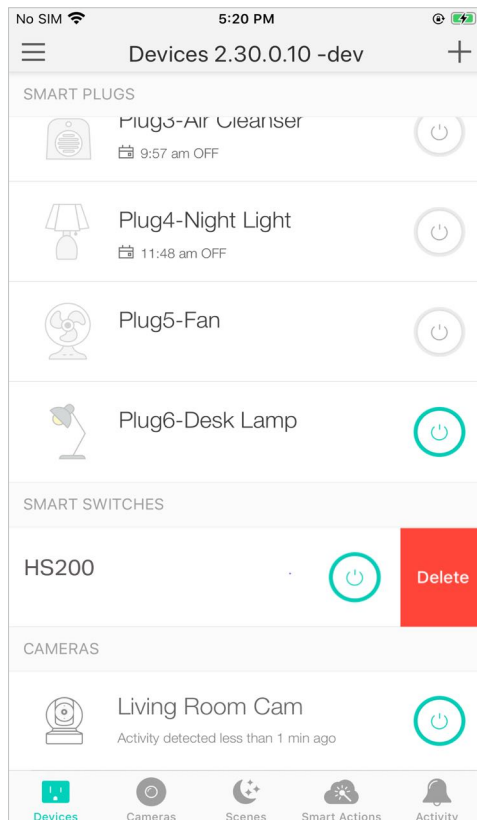 No SIM 5:20 PM
Devices 2.30.0.10 -dev
SMART PLUGS
Plug3-Air Cleanser
9:57 am OFF
Plug4-Night Light
11:48 am OFF
Plug5-Fan
Plug6-Desk Lamp
SMART SWITCHES
HS200
Delete
CAMERAS
Living Room Cam
Activity detected less than 1 min ago
Devices Cameras Scenes Smart Actions Activity